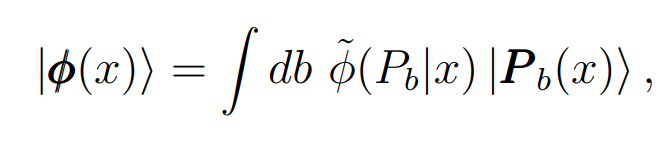 |𝝓(x)⟩ = ∫ db ϕ̃(P_b|x) |𝑷_b(x)⟩ ,